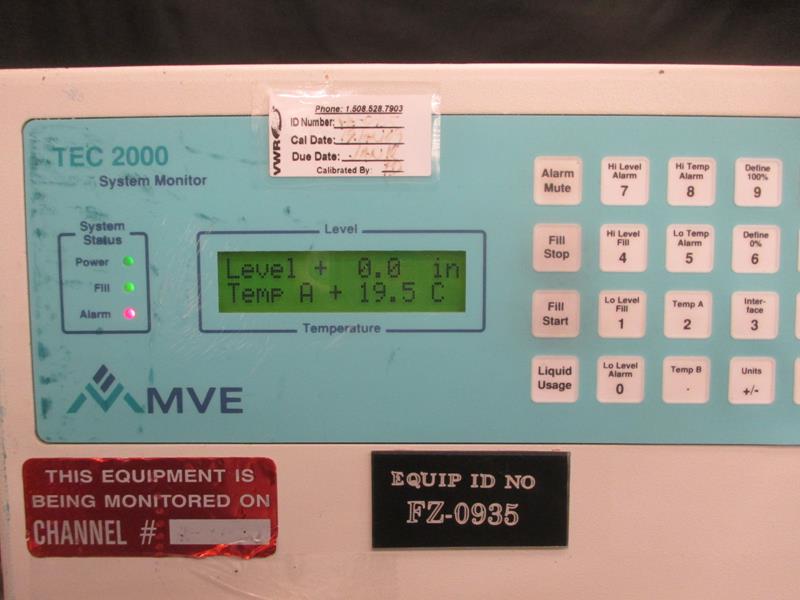 Phone: 1.508.528.7903
ID Number:
Cal Date:
Due Date:
Calibrated By:
VWR
TEC 2000
System Monitor
System
Status
Power
Fill
Alarm
Level
Level + 0.0 in
Temp A + 19.5 C
Temperature
MVE
Alarm
Mute
Hi Level
Alarm
7
Hi Temp
Alarm
8
Define
100%
9
Fill
Stop
Hi Level
Fill
4
Lo Temp
Alarm
5
Define
0%
6
Fill
Start
Lo Level
Fill
1
Temp A
2
Inter-
face
3
Liquid
Usage
Lo Level
Alarm
0
Temp B
.
Units
+/-
THIS EQUIPMENT IS
BEING MONITORED ON
CHANNEL #
EQUIP ID NO
FZ-0935